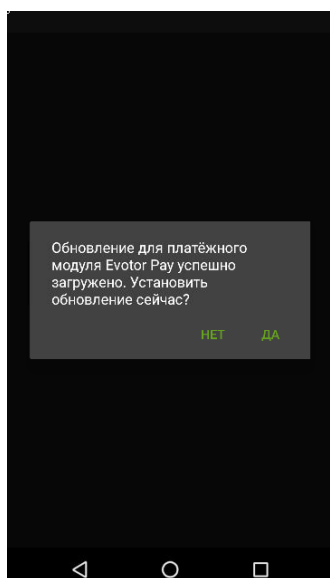 Обновление для платёжного
модуля Evotor Pay успешно
загружено. Установить
обновление сейчас?
НЕТ ДА